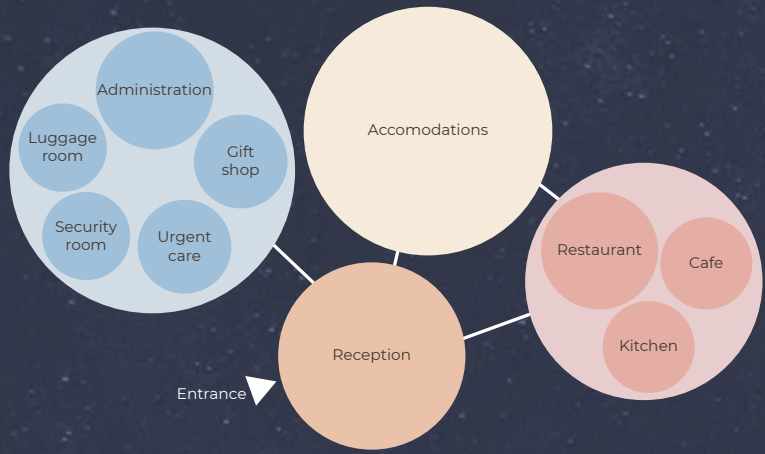 Administration
Luggage
room
Gift
shop
Security
room
Urgent
care
Accomodations
Restaurant
Cafe
Kitchen
Reception
Entrance